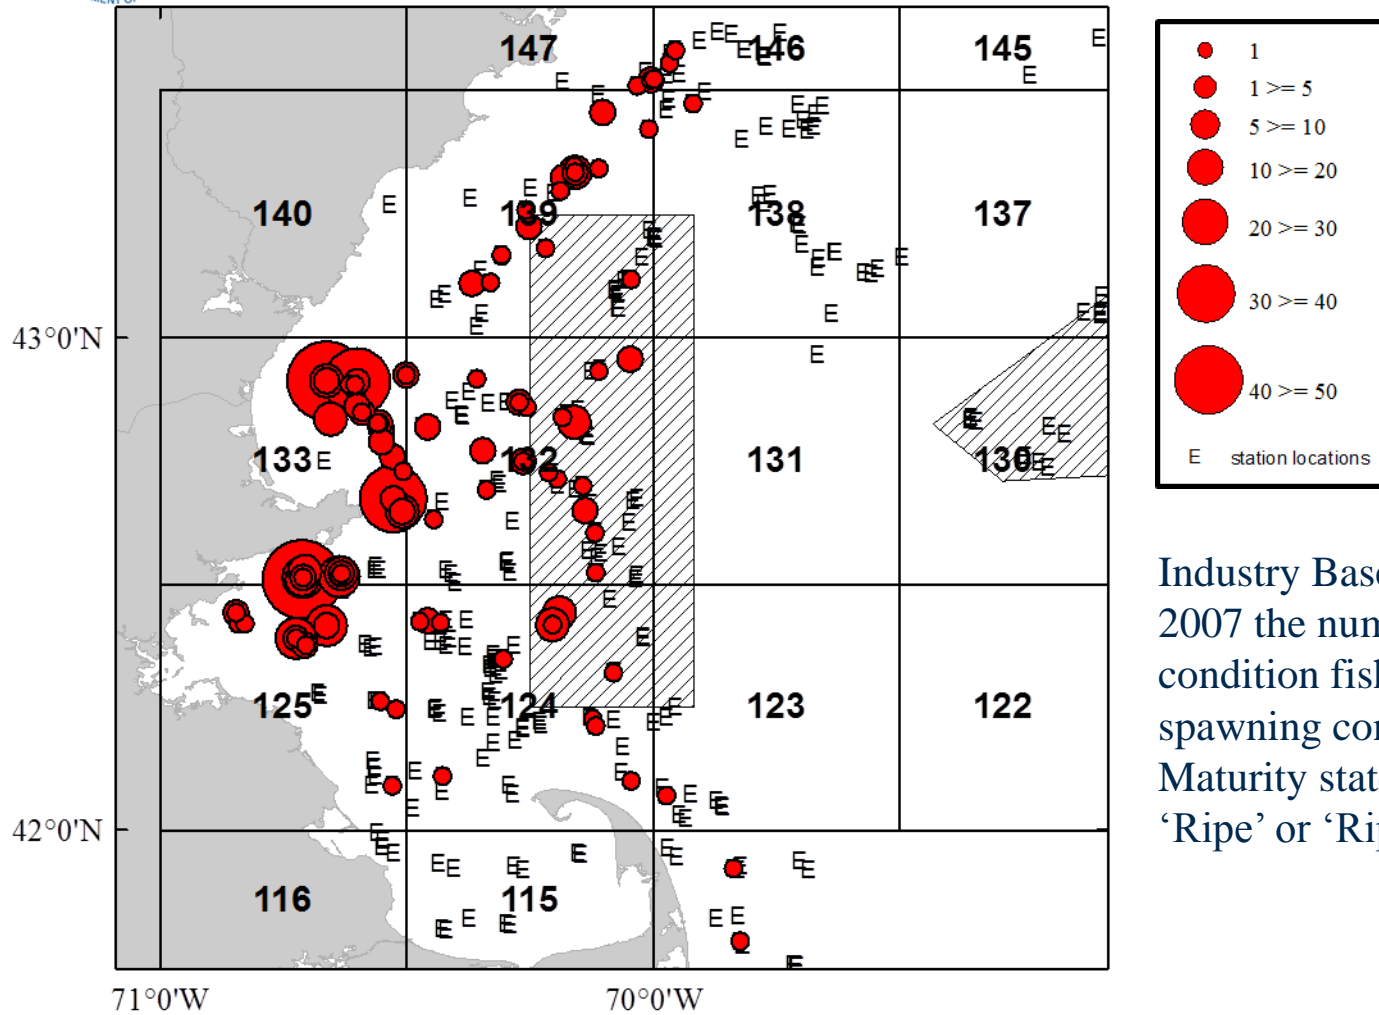 147
146
145
140
139
138
137
43°0'N
133
132
131
130
125
124
123
122
42°0'N
116
115
71°0'W
70°0'W
1
1 >= 5
5 >= 10
10 >= 20
20 >= 30
30 >= 40
40 >= 50
E station locations
Industry Base
2007 the num
condition fish
spawning con
Maturity state
'Ripe' or 'Rip